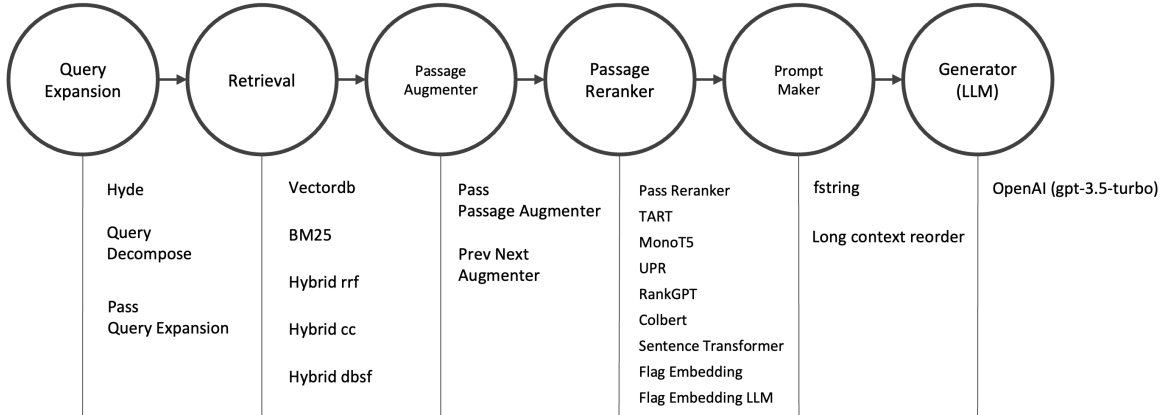 Query
Expansion
Retrieval
Passage
Augmenter
Passage
Reranker
Prompt
Maker
Generator
(LLM)
Hyde
Query
Decompose
Pass
Query Expansion
Vectordb
BM25
Hybrid rrf
Hybrid cc
Hybrid dbsf
Pass
Passage Augmenter
Prev Next
Augmenter
Pass Reranker
TART
MonoT5
UPR
RankGPT
Colbert
Sentence Transformer
Flag Embedding
Flag Embedding LLM
fstring
Long context reorder
OpenAI (gpt-3.5-turbo)